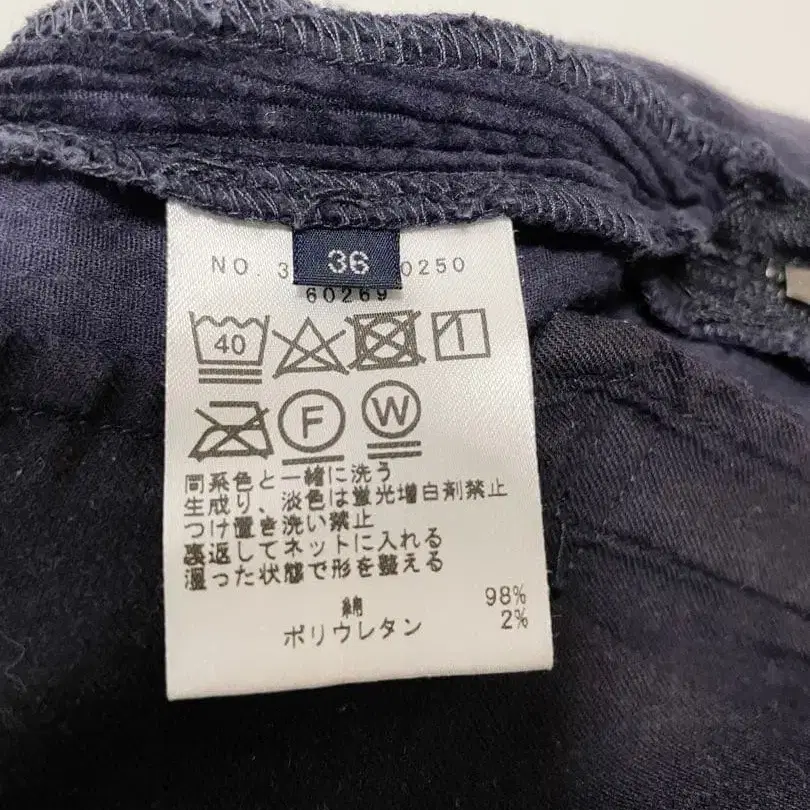 36
NO. 3 0250
60269
40
F W
同系色と一緒に洗う
生成り、淡色は蛍光増白剤禁止
つけ置き洗い禁止
裏返してネットに入れる
湿った状態で形を整える
綿 98%
ポリウレタン 2%